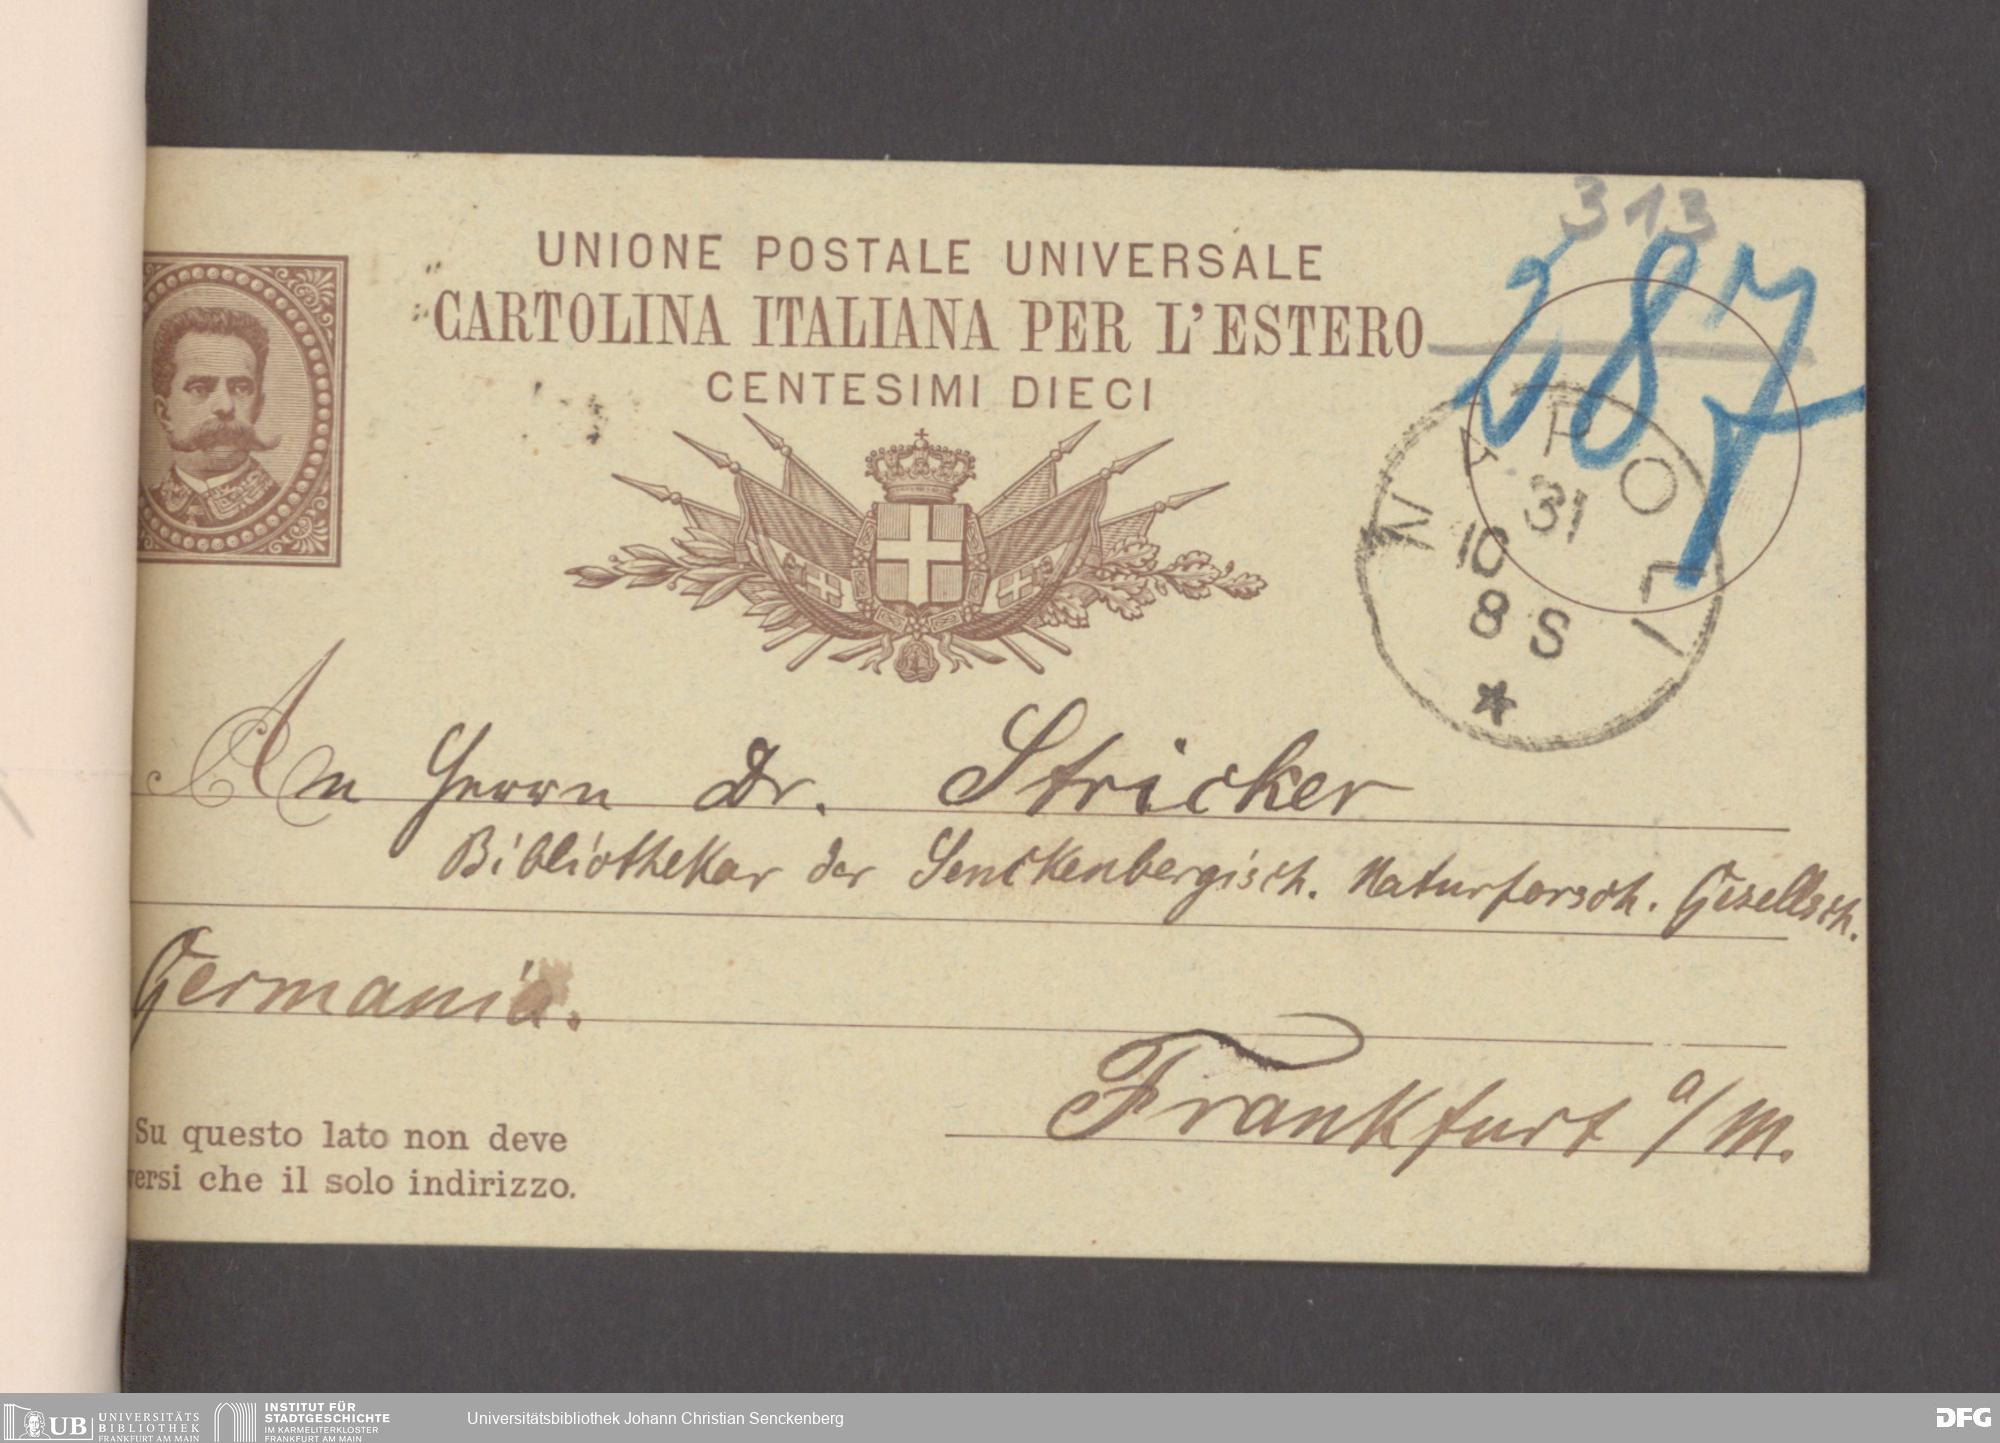 313
287
UNIONE POSTALE UNIVERSALE
CARTOLINA ITALIANA PER L'ESTERO
CENTESIMI DIECI
NAPOLI
31
10
8 S
An Herrn Dr. Stricker
Bibliothekar der Senckenbergisch. Naturforsch. Gesellsch.
Germania.
Frankfurt a/M.
Su questo lato non deve
versi che il solo indirizzo.
UB UNIVERSITÄTS BIBLIOTHEK FRANKFURT AM MAIN
INSTITUT FÜR STADTGESCHICHTE IM KARMELITERKLOSTER FRANKFURT AM MAIN
Universitätsbibliothek Johann Christian Senckenberg
DFG